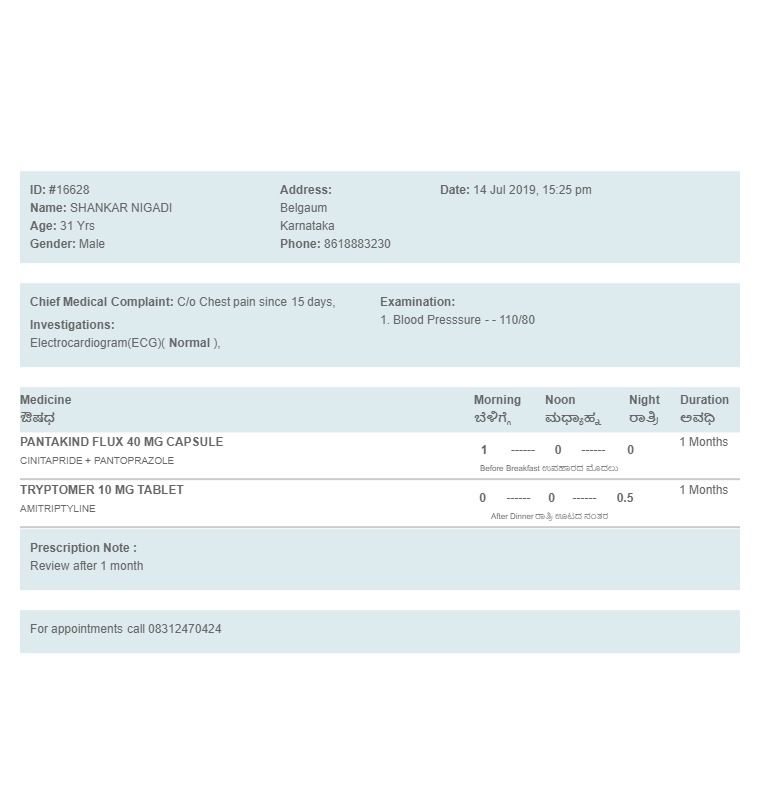 ID: #16628
Name: SHANKAR NIGADI
Age: 31 Yrs
Gender: Male
Address:
Belgaum
Karnataka
Phone: 8618883230
Date: 14 Jul 2019, 15:25 pm
Chief Medical Complaint: C/o Chest pain since 15 days,
Investigations:
Electrocardiogram(ECG)( Normal ),
Examination:
1. Blood Presssure - - 110/80
Medicine Morning Noon Night Duration
ಔಷಧ ಬೆಳಿಗ್ಗೆ ಮಧ್ಯಾಹ್ನ ರಾತ್ರಿ ಅವಧಿ
PANTAKIND FLUX 40 MG CAPSULE 1 ------ 0 ------ 0 1 Months
CINITAPRIDE + PANTOPRAZOLE Before Breakfast ಉಪಹಾರದ ಮೊದಲು
TRYPTOMER 10 MG TABLET 0 ------ 0 ------ 0.5 1 Months
AMITRIPTYLINE After Dinner ರಾತ್ರಿ ಊಟದ ನಂತರ
Prescription Note :
Review after 1 month
For appointments call 08312470424